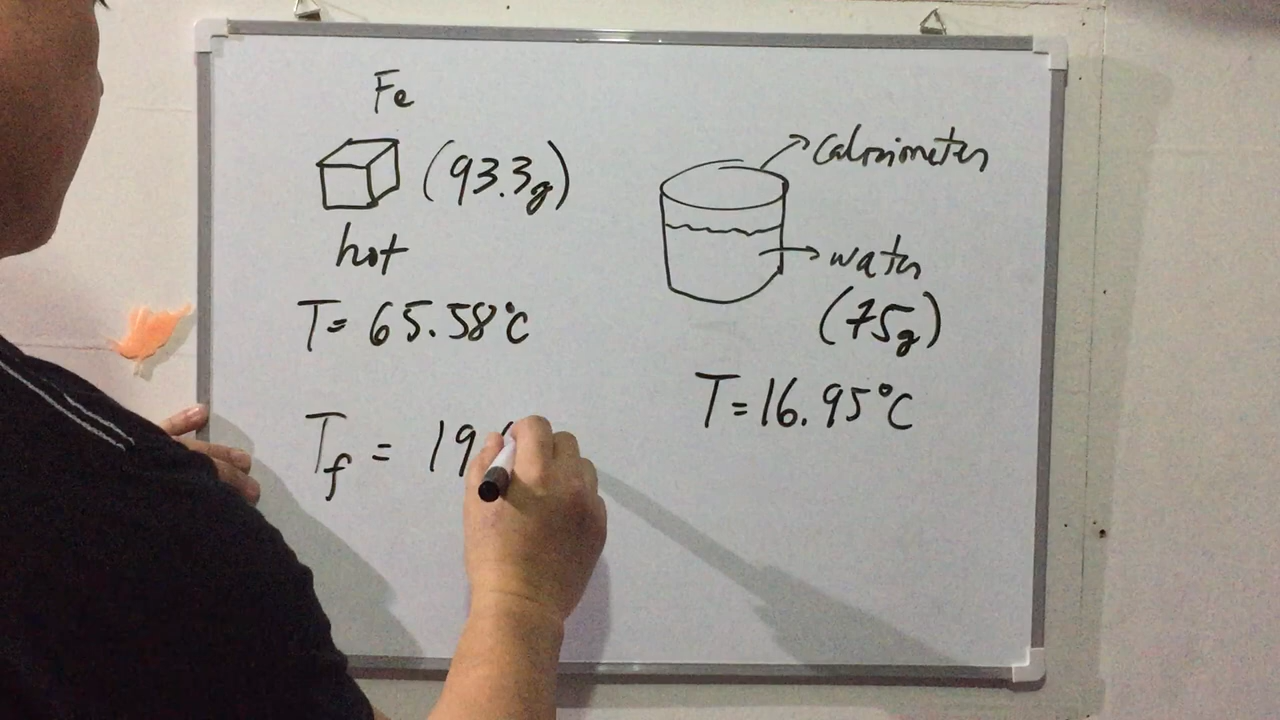 Fe
(93.3g)
hot
T= 65.58°C
calorimeter
water
(75g)
T=16.95°C
Tf = 19